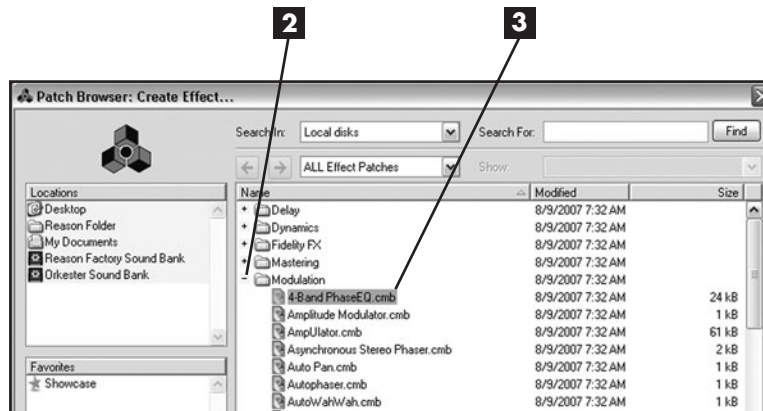 2 3
Patch Browser: Create Effect...
Search In: Local disks Search For: Find
ALL Effect Patches Show:
Locations
Desktop
Reason Folder
My Documents
Reason Factory Sound Bank
Orkester Sound Bank
Favorites
Showcase
Name Modified Size
+ Delay 8/9/2007 7:32 AM
+ Dynamics 8/9/2007 7:32 AM
+ Fidelity FX 8/9/2007 7:32 AM
+ Mastering 8/9/2007 7:32 AM
- Modulation 8/9/2007 7:32 AM
4-Band PhaseEQ.cmb 8/9/2007 7:32 AM 24 kB
Amplitude Modulator.cmb 8/9/2007 7:32 AM 1 kB
AmpUlator.cmb 8/9/2007 7:32 AM 61 kB
Asynchronous Stereo Phaser.cmb 8/9/2007 7:32 AM 2 kB
Auto Pan.cmb 8/9/2007 7:32 AM 1 kB
Autophaser.cmb 8/9/2007 7:32 AM 1 kB
AutoWahWah.cmb 8/9/2007 7:32 AM 1 kB